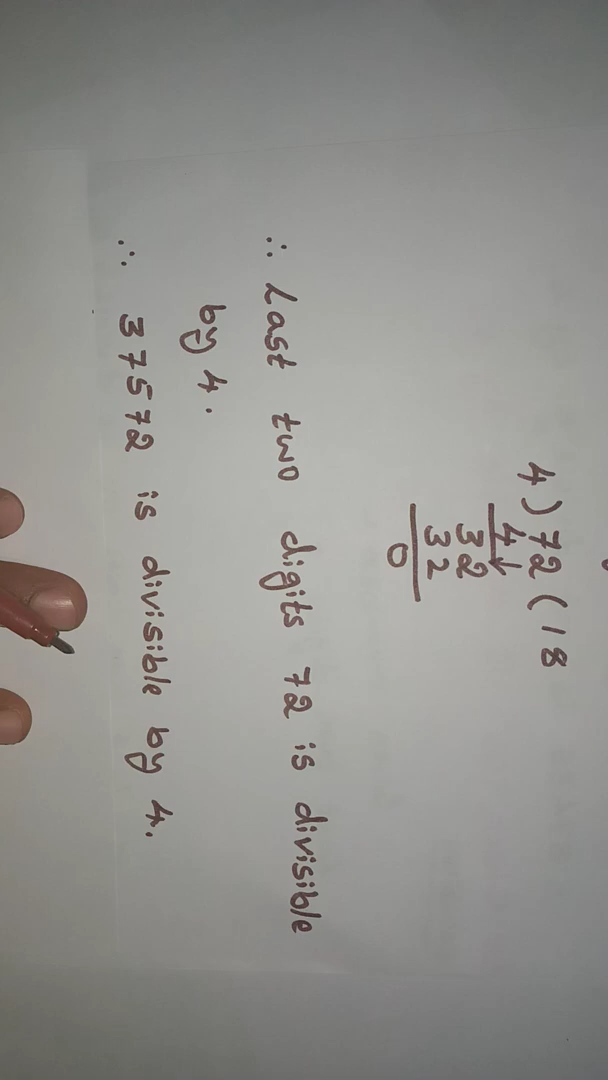 4)72(18
4↓
32
32
0
∴ Last two digits 72 is divisible
by 4.
∴ 37572 is divisible by 4.